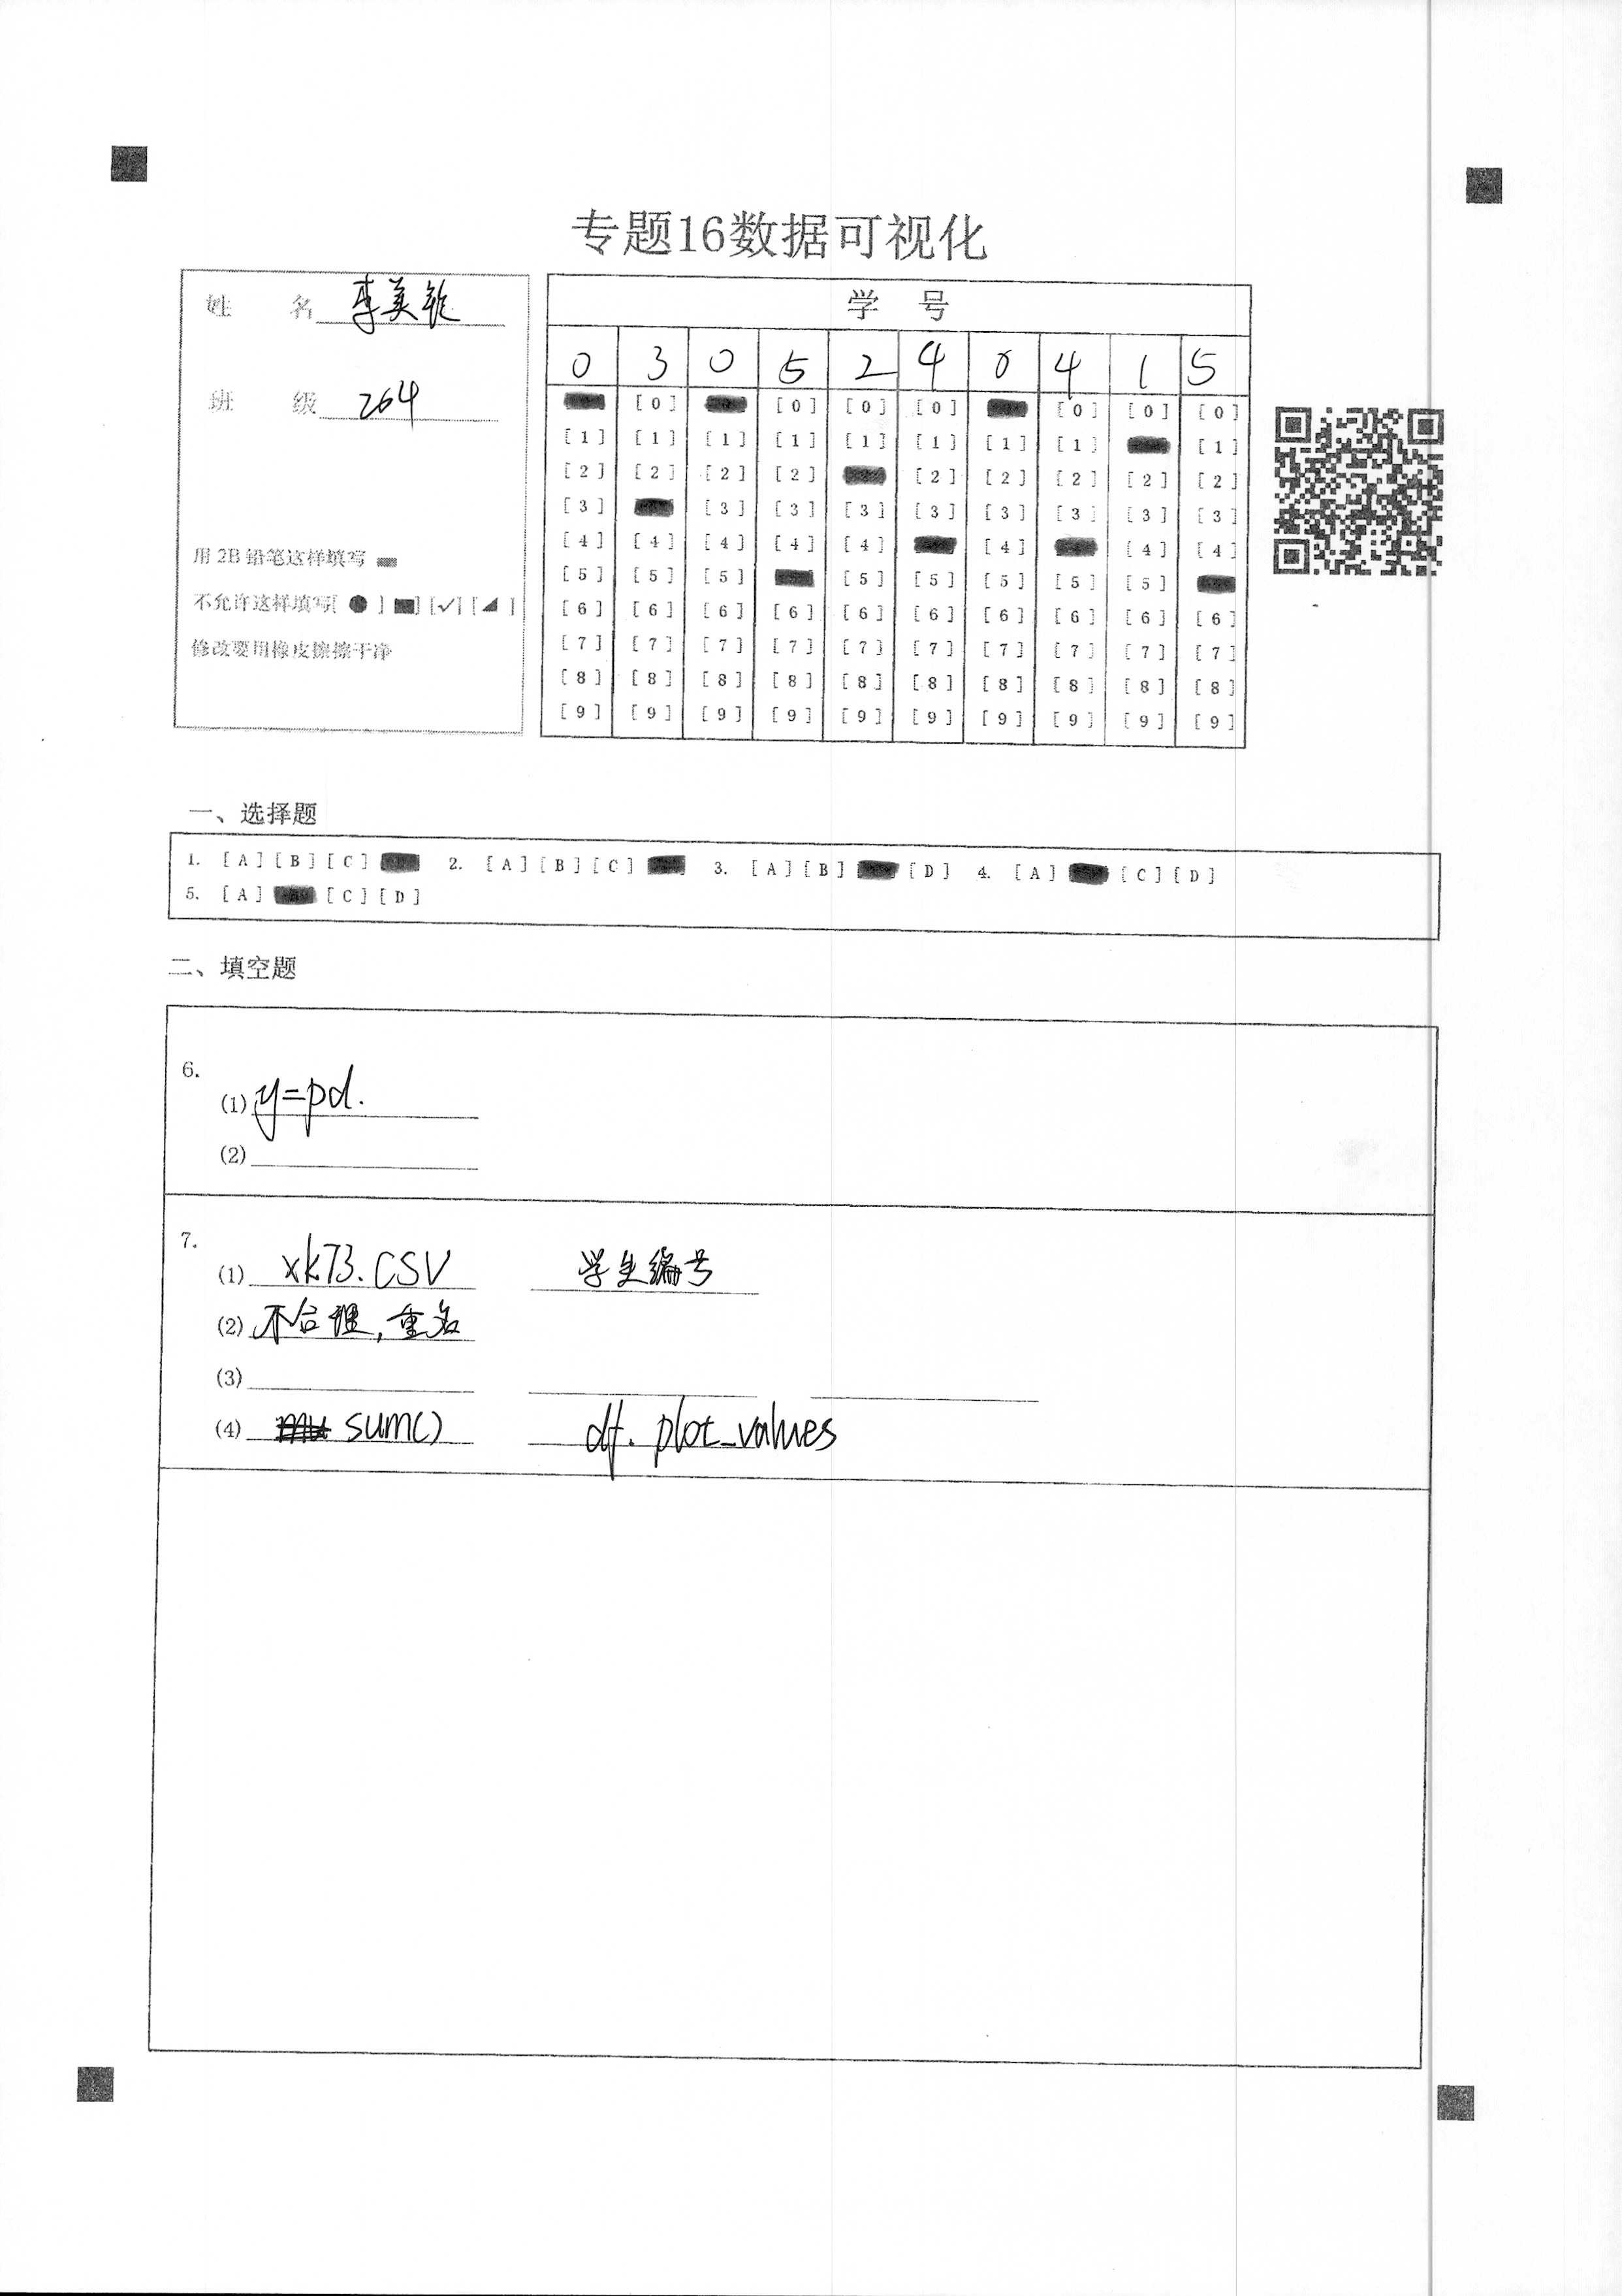 专题16数据可视化
姓 名 李美
班 级 264
用 2B 铅笔这样填写
不允许这样填写[ ● ] [■] [✓] [◢ ]
修改要用橡皮擦擦干净
学 号
0 3 0 5 2 4 0 4 1 5
[0] [0] [0] [0] [0] [0] [0]
[1] [1] [1] [1] [1] [1] [1] [1] [1]
[2] [2] [2] [2] [2] [2] [2] [2] [2]
[3] [3] [3] [3] [3] [3] [3] [3] [3]
[4] [4] [4] [4] [4] [4] [4] [4]
[5] [5] [5] [5] [5] [5] [5] [5]
[6] [6] [6] [6] [6] [6] [6] [6] [6] [6]
[7] [7] [7] [7] [7] [7] [7] [7] [7] [7]
[8] [8] [8] [8] [8] [8] [8] [8] [8] [8]
[9] [9] [9] [9] [9] [9] [9] [9] [9] [9]
一、选择题
1. [A] [B] [C] 2. [A] [B] [C] 3. [A] [B] [D] 4. [A] [C] [D]
5. [A] [C] [D]
二、填空题
6.
(1) y=pd.
(2)
7.
(1) xk73.csv 学生编号
(2) 不合理,重名
(3)
(4) sum() df. plot_values